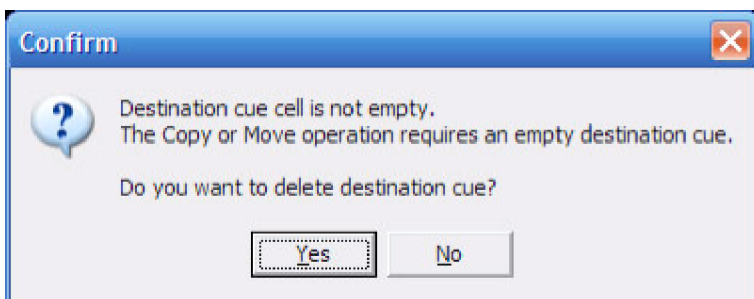 Confirm
Destination cue cell is not empty.
The Copy or Move operation requires an empty destination cue.
Do you want to delete destination cue?
Yes
No